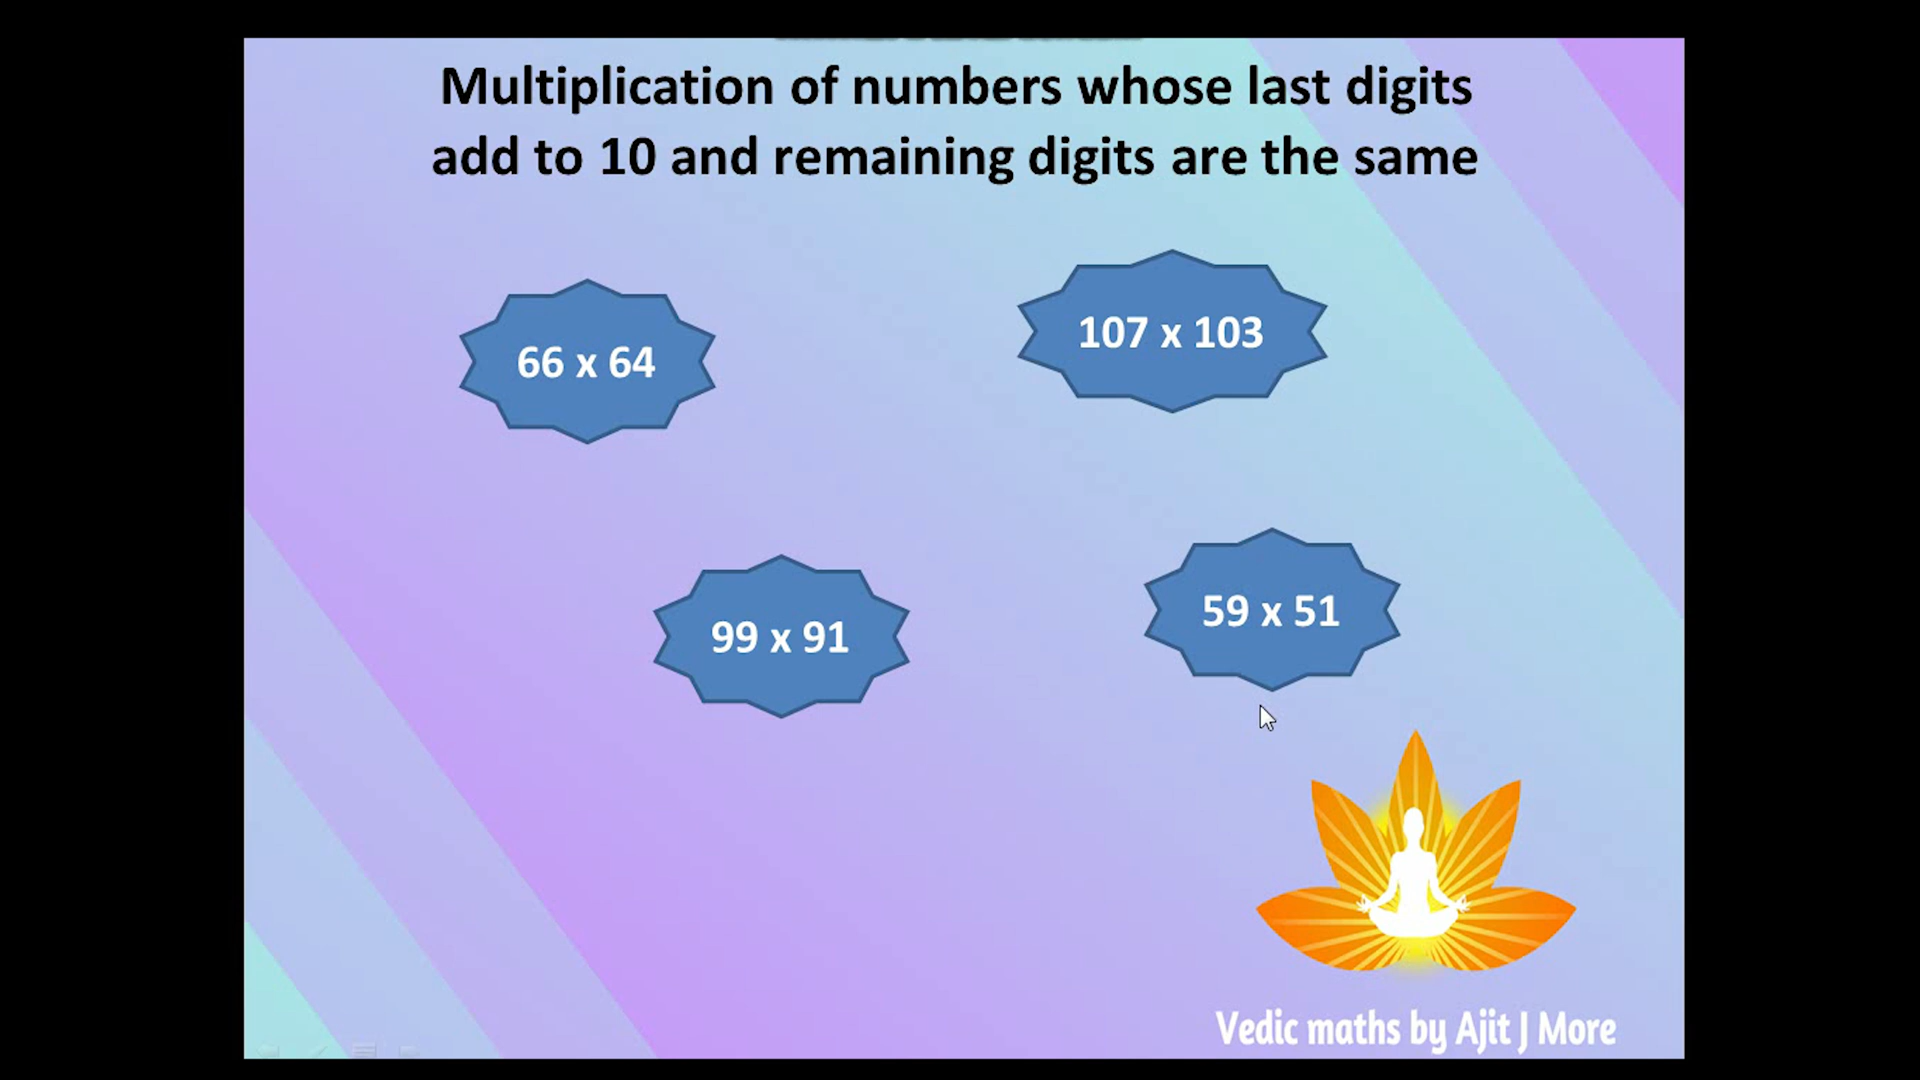 Multiplication of numbers whose last digits
add to 10 and remaining digits are the same
66 x 64
107 x 103
99 x 91
59 x 51
Vedic maths by Ajit J More